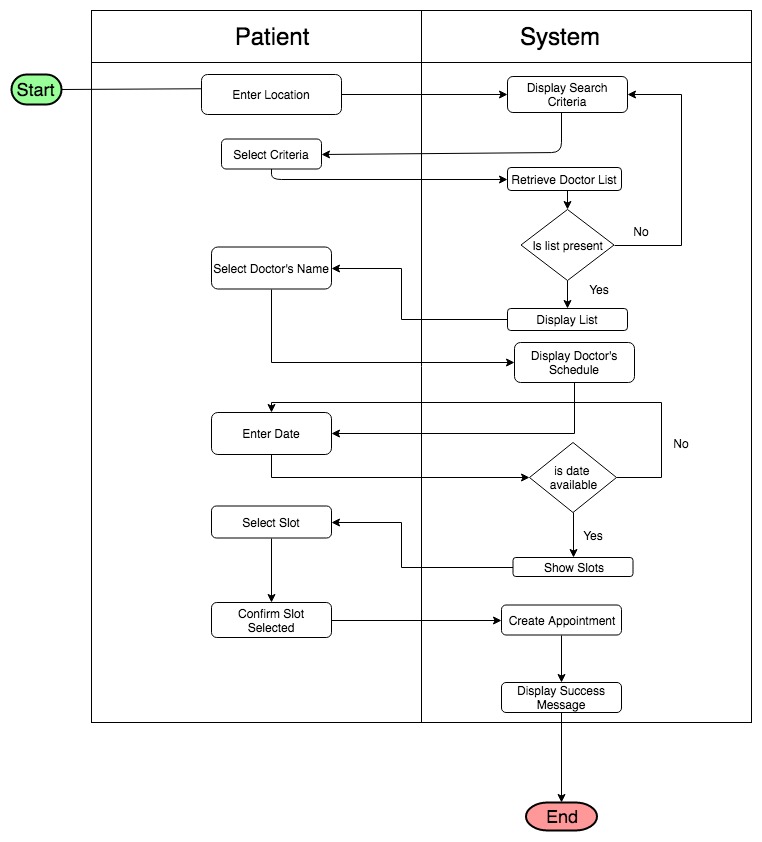 Patient
System
Start
Enter Location
Display Search
Criteria
Select Criteria
Retrieve Doctor List
Is list present
No
Yes
Select Doctor's Name
Display List
Display Doctor's
Schedule
Enter Date
No
is date
available
Yes
Select Slot
Show Slots
Confirm Slot
Selected
Create Appointment
Display Success
Message
End